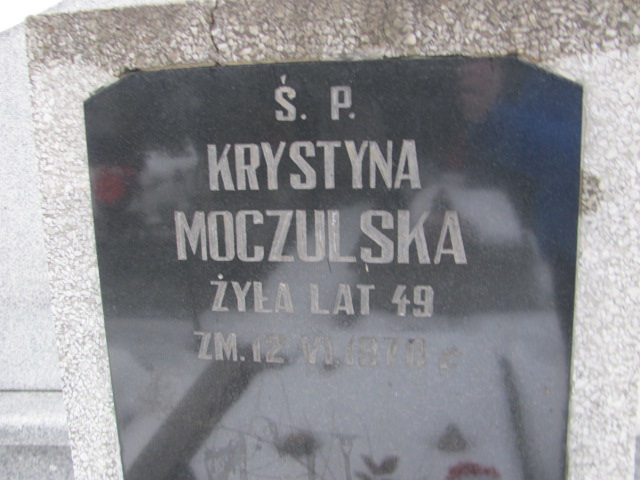 Ś. P.
KRYSTYNA
MOCZULSKA
ŻYŁA LAT 49
ZM. 12 VI. 1970 r